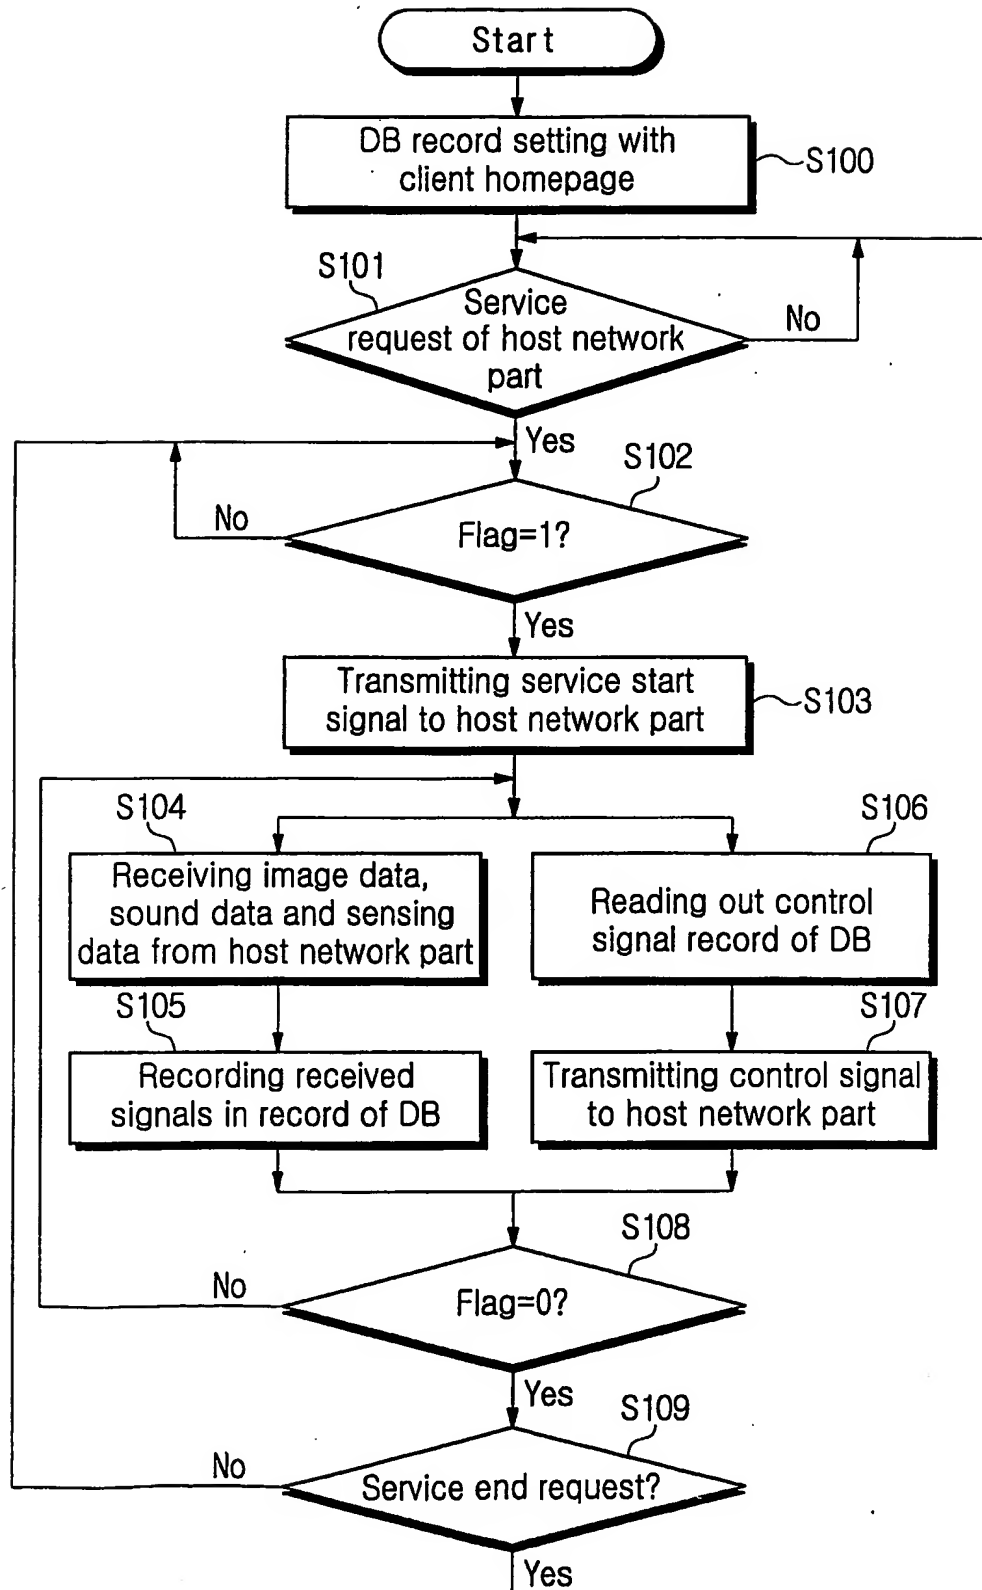 Start
DB record setting with
client homepage
S100
S101
Service
request of host network
part
No
Yes
S102
No
Flag=1?
Yes
Transmitting service start
signal to host network part
S103
S104
S106
Receiving image data,
sound data and sensing
data from host network part
Reading out control
signal record of DB
S105
S107
Recording received
signals in record of DB
Transmitting control signal
to host network part
S108
No
Flag=0?
Yes
S109
No
Service end request?
Yes